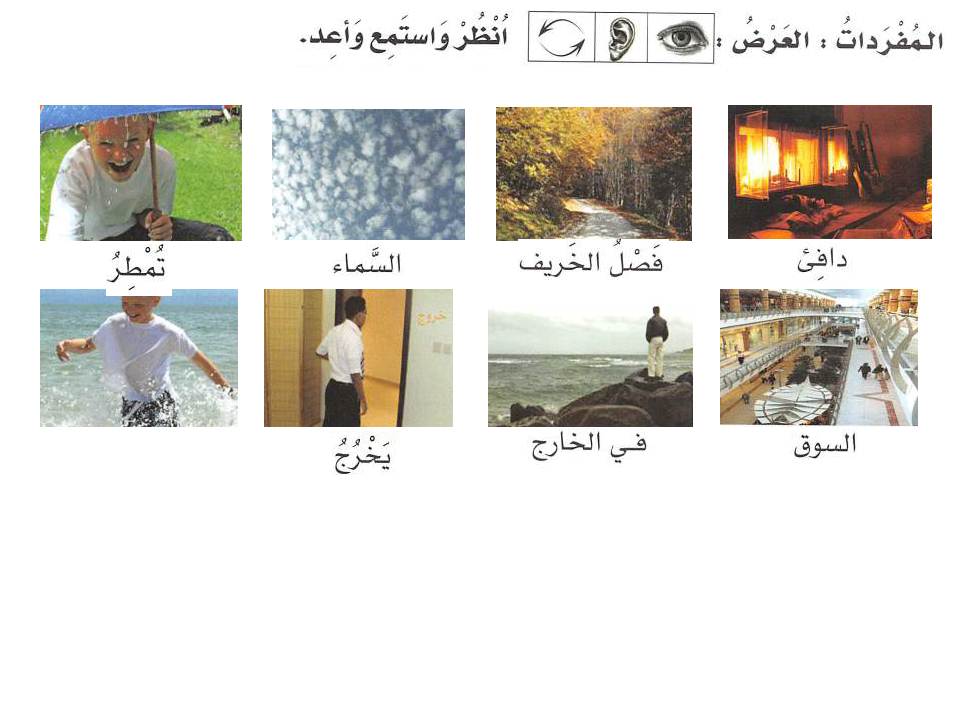 المُفْرَداتُ : العَرْضُ : اُنْظُرْ وَاستَمِع وَأعِد.
دافِئ
فَصْلُ الخَريف
السَّماء
تُمْطِرُ
خروج
السوق
في الخارج
يَخْرُجُ